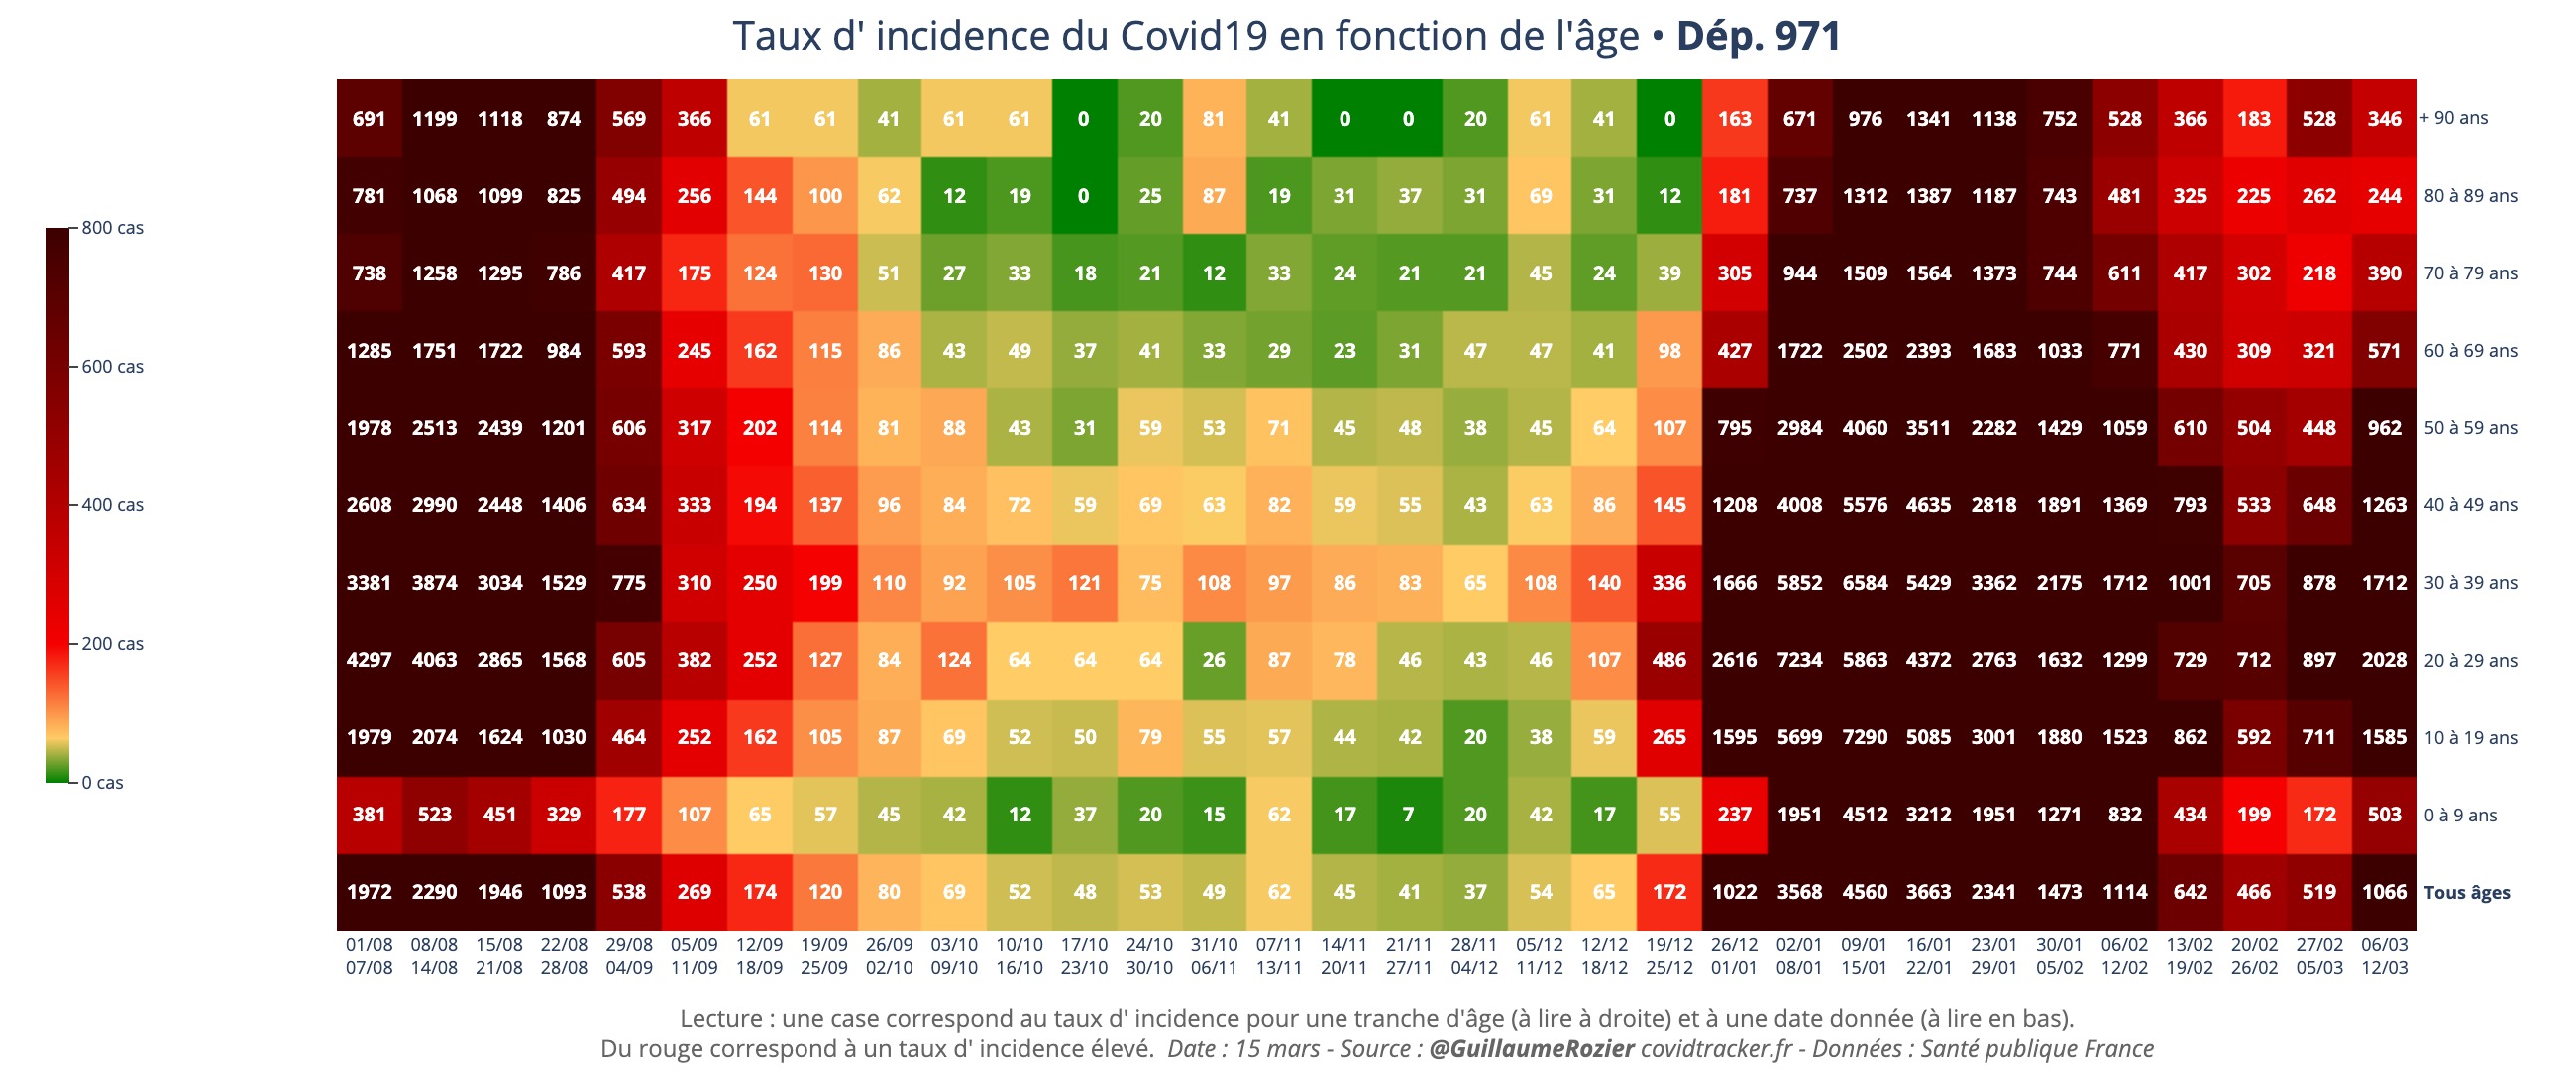 Taux d' incidence du Covid19 en fonction de l'âge • Dép. 971
691 1199 1118 874 569 366 61 61 41 61 61 0 20 81 41 0 0 20 61 41 0 163 671 976 1341 1138 752 528 366 183 528 346 + 90 ans
781 1068 1099 825 494 256 144 100 62 12 19 0 25 87 19 31 37 31 69 31 12 181 737 1312 1387 1187 743 481 325 225 262 244 80 à 89 ans
800 cas
738 1258 1295 786 417 175 124 130 51 27 33 18 21 12 33 24 21 21 45 24 39 305 944 1509 1564 1373 744 611 417 302 218 390 70 à 79 ans
1285 1751 1722 984 593 245 162 115 86 43 49 37 41 33 29 23 31 47 47 41 98 427 1722 2502 2393 1683 1033 771 430 309 321 571 60 à 69 ans
600 cas
1978 2513 2439 1201 606 317 202 114 81 88 43 31 59 53 71 45 48 38 45 64 107 795 2984 4060 3511 2282 1429 1059 610 504 448 962 50 à 59 ans
400 cas
2608 2990 2448 1406 634 333 194 137 96 84 72 59 69 63 82 59 55 43 63 86 145 1208 4008 5576 4635 2818 1891 1369 793 533 648 1263 40 à 49 ans
3381 3874 3034 1529 775 310 250 199 110 92 105 121 75 108 97 86 83 65 108 140 336 1666 5852 6584 5429 3362 2175 1712 1001 705 878 1712 30 à 39 ans
200 cas
4297 4063 2865 1568 605 382 252 127 84 124 64 64 64 26 87 78 46 43 46 107 486 2616 7234 5863 4372 2763 1632 1299 729 712 897 2028 20 à 29 ans
1979 2074 1624 1030 464 252 162 105 87 69 52 50 79 55 57 44 42 20 38 59 265 1595 5699 7290 5085 3001 1880 1523 862 592 711 1585 10 à 19 ans
0 cas
381 523 451 329 177 107 65 57 45 42 12 37 20 15 62 17 7 20 42 17 55 237 1951 4512 3212 1951 1271 832 434 199 172 503 0 à 9 ans
1972 2290 1946 1093 538 269 174 120 80 69 52 48 53 49 62 45 41 37 54 65 172 1022 3568 4560 3663 2341 1473 1114 642 466 519 1066 Tous âges
01/08 08/08 15/08 22/08 29/08 05/09 12/09 19/09 26/09 03/10 10/10 17/10 24/10 31/10 07/11 14/11 21/11 28/11 05/12 12/12 19/12 26/12 02/01 09/01 16/01 23/01 30/01 06/02 13/02 20/02 27/02 06/03
07/08 14/08 21/08 28/08 04/09 11/09 18/09 25/09 02/10 09/10 16/10 23/10 30/10 06/11 13/11 20/11 27/11 04/12 11/12 18/12 25/12 01/01 08/01 15/01 22/01 29/01 05/02 12/02 19/02 26/02 05/03 12/03
Lecture : une case correspond au taux d' incidence pour une tranche d'âge (à lire à droite) et à une date donnée (à lire en bas).
Du rouge correspond à un taux d' incidence élevé. Date : 15 mars - Source : @GuillaumeRozier covidtracker.fr - Données : Santé publique France